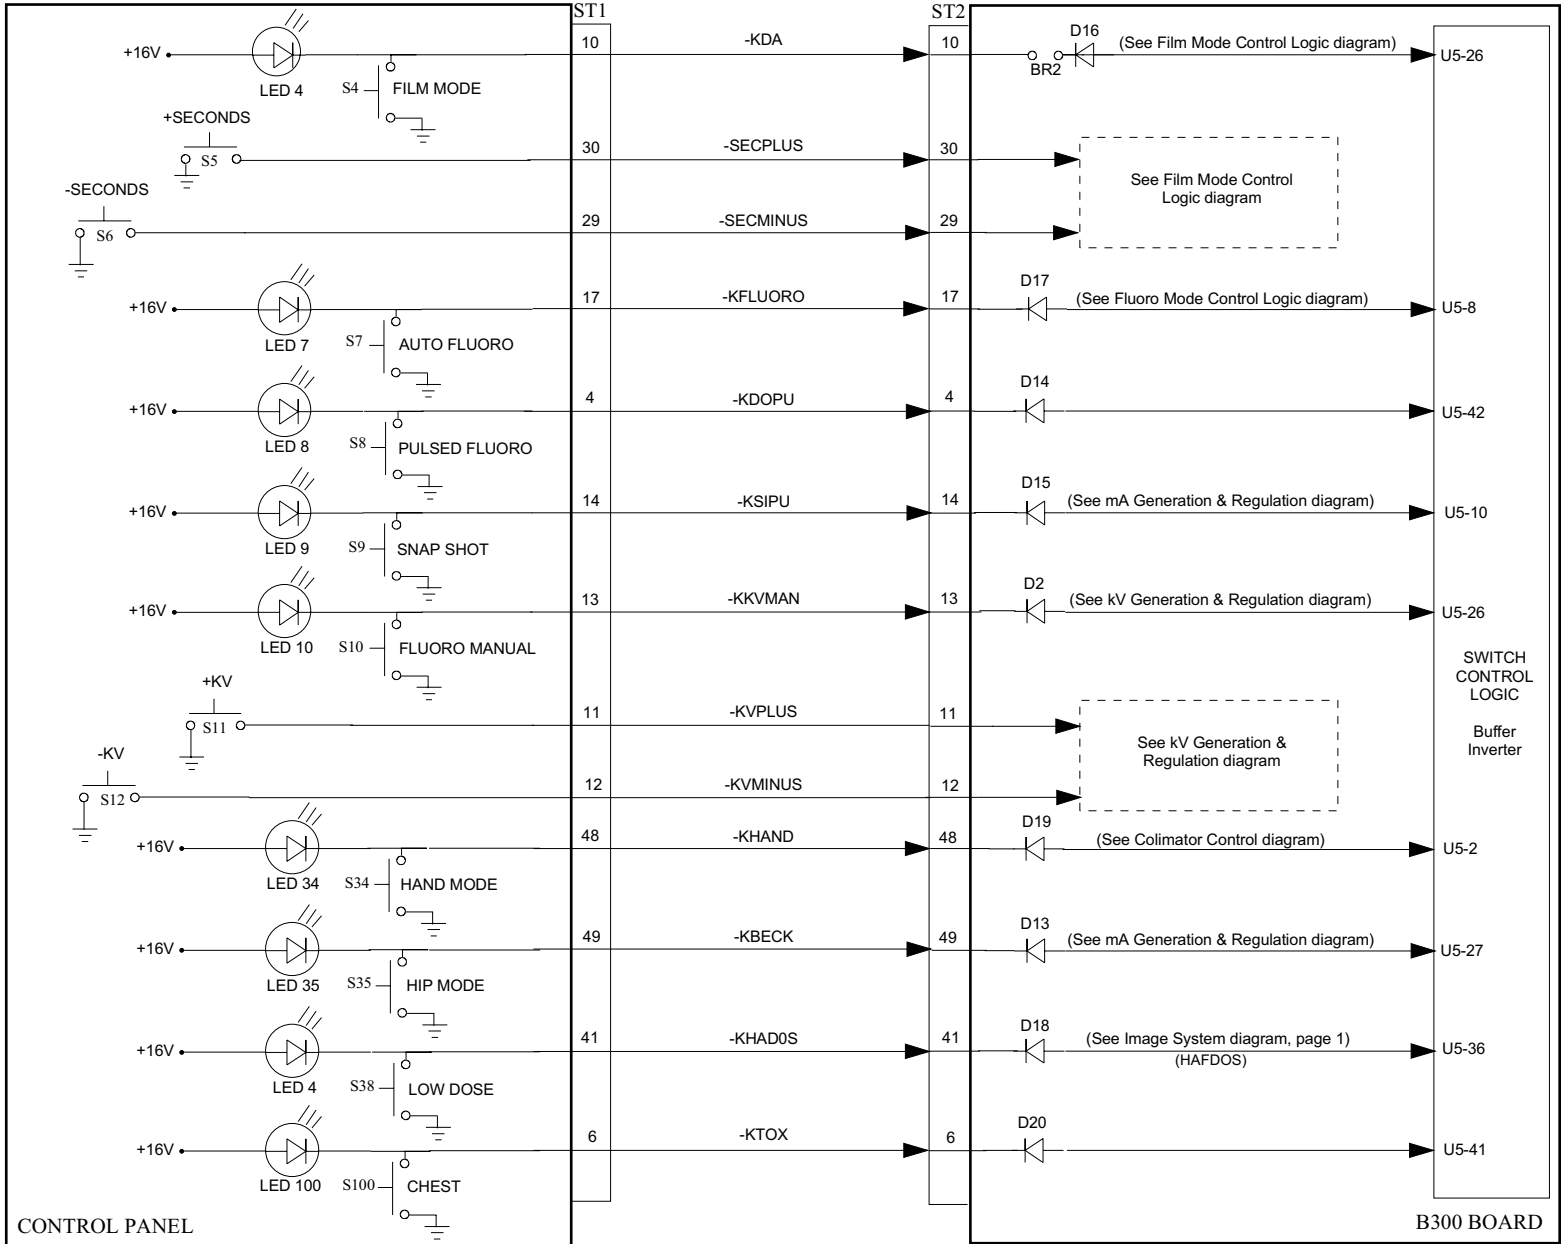 ST1
ST2
+16V
LED 4
S4
FILM MODE
10
-KDA
10
BR2
D16
(See Film Mode Control Logic diagram)
U5-26
+SECONDS
S5
30
-SECPLUS
30
-SECONDS
S6
29
-SECMINUS
29
See Film Mode Control
Logic diagram
+16V
LED 7
S7
AUTO FLUORO
17
-KFLUORO
17
D17
(See Fluoro Mode Control Logic diagram)
U5-8
+16V
LED 8
S8
PULSED FLUORO
4
-KDOPU
4
D14
U5-42
+16V
LED 9
S9
SNAP SHOT
14
-KSIPU
14
D15
(See mA Generation & Regulation diagram)
U5-10
+16V
LED 10
S10
FLUORO MANUAL
13
-KKVMAN
13
D2
(See kV Generation & Regulation diagram)
U5-26
SWITCH
CONTROL
LOGIC
Buffer
Inverter
+KV
S11
11
-KVPLUS
11
-KV
S12
12
-KVMINUS
12
See kV Generation &
Regulation diagram
+16V
LED 34
S34
HAND MODE
48
-KHAND
48
D19
(See Colimator Control diagram)
U5-2
+16V
LED 35
S35
HIP MODE
49
-KBECK
49
D13
(See mA Generation & Regulation diagram)
U5-27
+16V
LED 4
S38
LOW DOSE
41
-KHAD0S
41
D18
(See Image System diagram, page 1)
(HAFDOS)
U5-36
+16V
LED 100
S100
CHEST
6
-KTOX
6
D20
U5-41
CONTROL PANEL
B300 BOARD